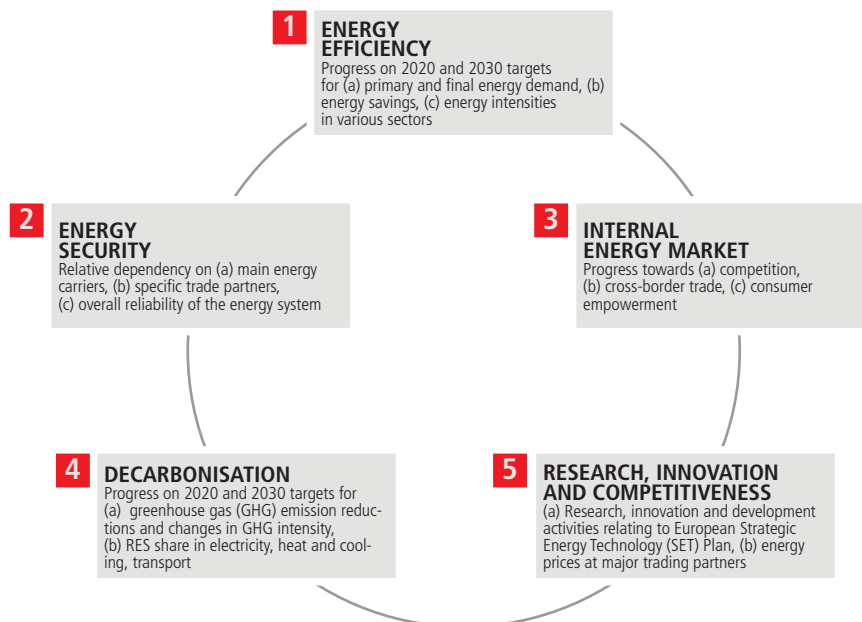 1
ENERGY
EFFICIENCY
Progress on 2020 and 2030 targets
for (a) primary and final energy demand, (b)
energy savings, (c) energy intensities
in various sectors
2
ENERGY
SECURITY
Relative dependency on (a) main energy
carriers, (b) specific trade partners,
(c) overall reliability of the energy system
3
INTERNAL
ENERGY MARKET
Progress towards (a) competition,
(b) cross-border trade, (c) consumer
empowerment
4
DECARBONISATION
Progress on 2020 and 2030 targets for
(a) greenhouse gas (GHG) emission reduc-
tions and changes in GHG intensity,
(b) RES share in electricity, heat and cool-
ing, transport
5
RESEARCH, INNOVATION
AND COMPETITIVENESS
(a) Research, innovation and development
activities relating to European Strategic
Energy Technology (SET) Plan, (b) energy
prices at major trading partners